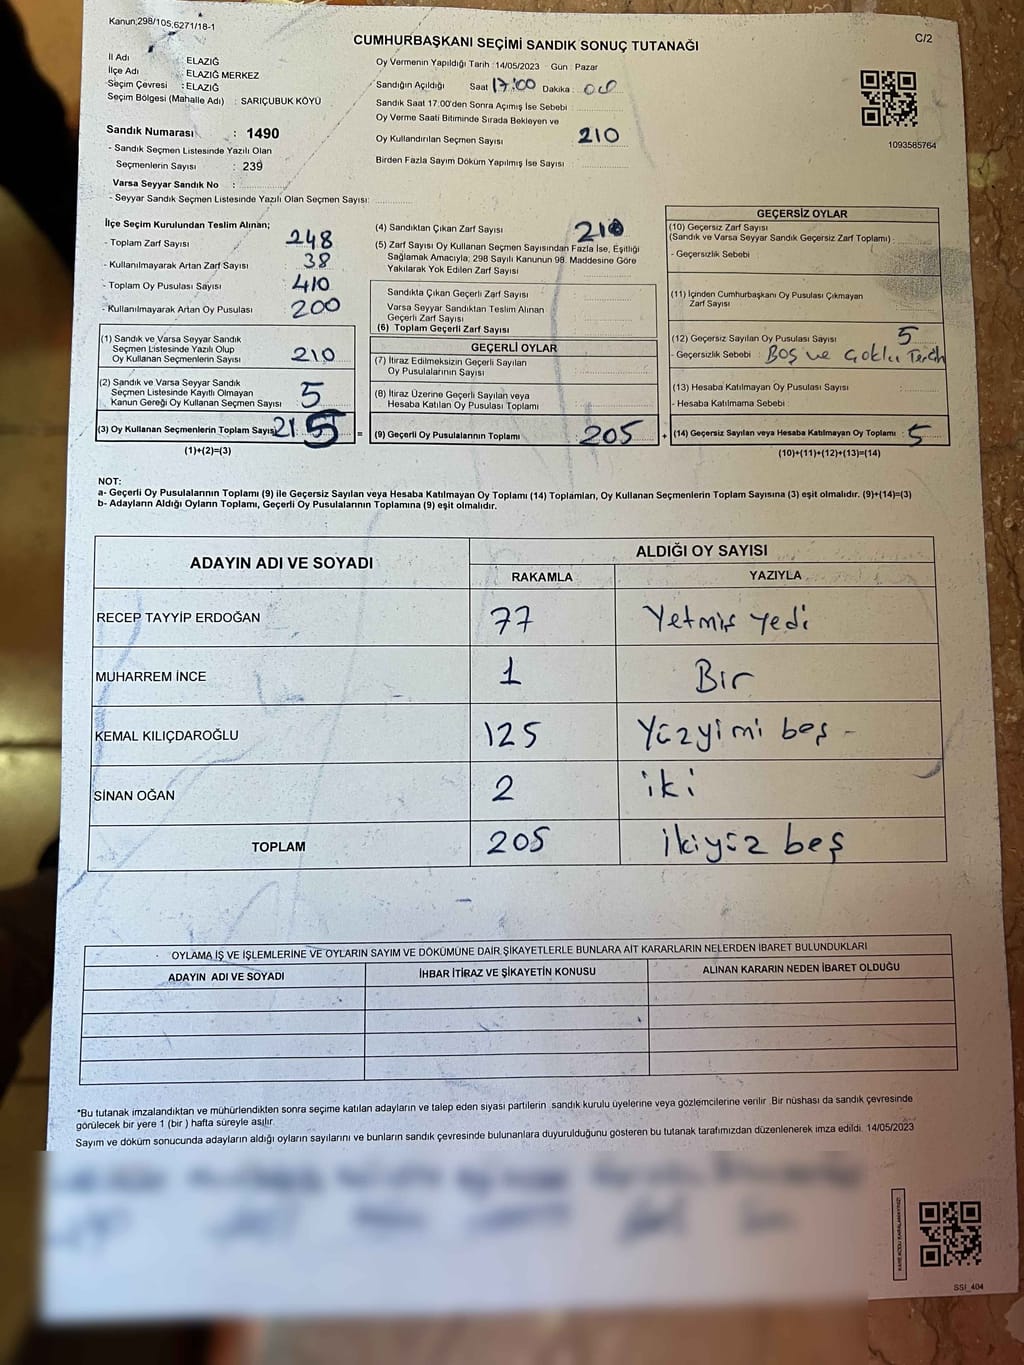 Kanun;298/105,6271/18-1
C/2
CUMHURBAŞKANI SEÇİMİ SANDIK SONUÇ TUTANAĞI
İl Adı : ELAZIĞ
İlçe Adı : ELAZIĞ MERKEZ
Seçim Çevresi : ELAZIĞ
Seçim Bölgesi (Mahalle Adı) : SARIÇUBUK KÖYÜ
Sandık Numarası : 1490
- Sandık Seçmen Listesinde Yazılı Olan
Seçmenlerin Sayısı : 239
Varsa Seyyar Sandık No :
- Seyyar Sandık Seçmen Listesinde Yazılı Olan Seçmen Sayısı:
Oy Vermenin Yapıldığı Tarih :14/05/2023 Gün : Pazar
Sandığın Açıldığı Saat 17:00 Dakika :
Sandık Saat 17.00'den Sonra Açımış İse Sebebi :
Oy Verme Saati Bitiminde Sırada Bekleyen ve
Oy Kullandırılan Seçmen Sayısı : 210
Birden Fazla Sayım Döküm Yapılmış İse Sayısı :
1093585764
İlçe Seçim Kurulundan Teslim Alınan;
- Toplam Zarf Sayısı : 248
- Kullanılmayarak Artan Zarf Sayısı : 38
- Toplam Oy Pusulası Sayısı : 410
- Kullanılmayarak Artan Oy Pusulası : 200
(1) Sandık ve Varsa Seyyar Sandık
Seçmen Listesinde Yazılı Olup
Oy Kullanan Seçmenlerin Sayısı : 210
(2) Sandık ve Varsa Seyyar Sandık
Seçmen Listesinde Kayıtlı Olmayan
Kanun Gereği Oy Kullanan Seçmen Sayısı : 5
(3) Oy Kullanan Seçmenlerin Toplam Sayısı : 215
(1)+(2)=(3)
(4) Sandıktan Çıkan Zarf Sayısı : 210
(5) Zarf Sayısı Oy Kullanan Seçmen Sayısından Fazla İse, Eşitliği
Sağlamak Amacıyla; 298 Sayılı Kanunun 98. Maddesine Göre
Yakılarak Yok Edilen Zarf Sayısı :
Sandıkta Çıkan Geçerli Zarf Sayısı :
Varsa Seyyar Sandıktan Teslim Alınan
Geçerli Zarf Sayısı :
(6) Toplam Geçerli Zarf Sayısı :
GEÇERLİ OYLAR
(7) İtiraz Edilmeksizin Geçerli Sayılan
Oy Pusulalarının Sayısı :
(8) İtiraz Üzerine Geçerli Sayılan veya
Hesaba Katılan Oy Pusulası Toplamı :
= (9) Geçerli Oy Pusulalarının Toplamı : 205
GEÇERSİZ OYLAR
(10) Geçersiz Zarf Sayısı
(Sandık ve Varsa Seyyar Sandık Geçersiz Zarf Toplamı) :
- Geçersizlik Sebebi :
(11) İçinden Cumhurbaşkanı Oy Pusulası Çıkmayan
Zarf Sayısı :
(12) Geçersiz Sayılan Oy Pusulası Sayısı : 5
- Geçersizlik Sebebi : Boş ve
(13) Hesaba Katılmayan Oy Pusulası Sayısı :
- Hesaba Katılmama Sebebi :
+ (14) Geçersiz Sayılan veya Hesaba Katılmayan Oy Toplamı : 5
(10)+(11)+(12)+(13)=(14)
NOT:
a- Geçerli Oy Pusulalarının Toplamı (9) ile Geçersiz Sayılan veya Hesaba Katılmayan Oy Toplamı (14) Toplamları, Oy Kullanan Seçmenlerin Toplam Sayısına (3) eşit olmalıdır. (9)+(14)=(3)
b- Adayların Aldığı Oyların Toplamı, Geçerli Oy Pusulalarının Toplamına (9) eşit olmalıdır.
ADAYIN ADI VE SOYADI
ALDIĞI OY SAYISI
RAKAMLA YAZIYLA
RECEP TAYYİP ERDOĞAN 77 Yetmiş yedi
MUHARREM İNCE 1 Bir
KEMAL KILIÇDAROĞLU 125 Yüzyimi beş -
SİNAN OĞAN 2 iki
TOPLAM 205 ikiyüz beş
OYLAMA İŞ VE İŞLEMLERİNE VE OYLARIN SAYIM VE DÖKÜMÜNE DAİR ŞİKAYETLERLE BUNLARA AİT KARARLARIN NELERDEN İBARET BULUNDUKLARI
ADAYIN ADI VE SOYADI İHBAR İTİRAZ VE ŞİKAYETİN KONUSU ALINAN KARARIN NEDEN İBARET OLDUĞU
*Bu tutanak imzalandıktan ve mühürlendikten sonra seçime katılan adayların ve talep eden siyasi partilerin sandık kurulu üyelerine veya gözlemcilerine verilir .Bir nüshası da sandık çevresinde
görülecek bir yere 1 (bir ) hafta süreyle asılır.
Sayım ve döküm sonucunda adayların aldığı oyların sayılarını ve bunların sandık çevresinde bulunanlara duyurulduğunu gösteren bu tutanak tarafımızdan düzenlenerek imza edildi. 14/05/2023
KARE KODU KARALAMAYINIZ!
SSI_404